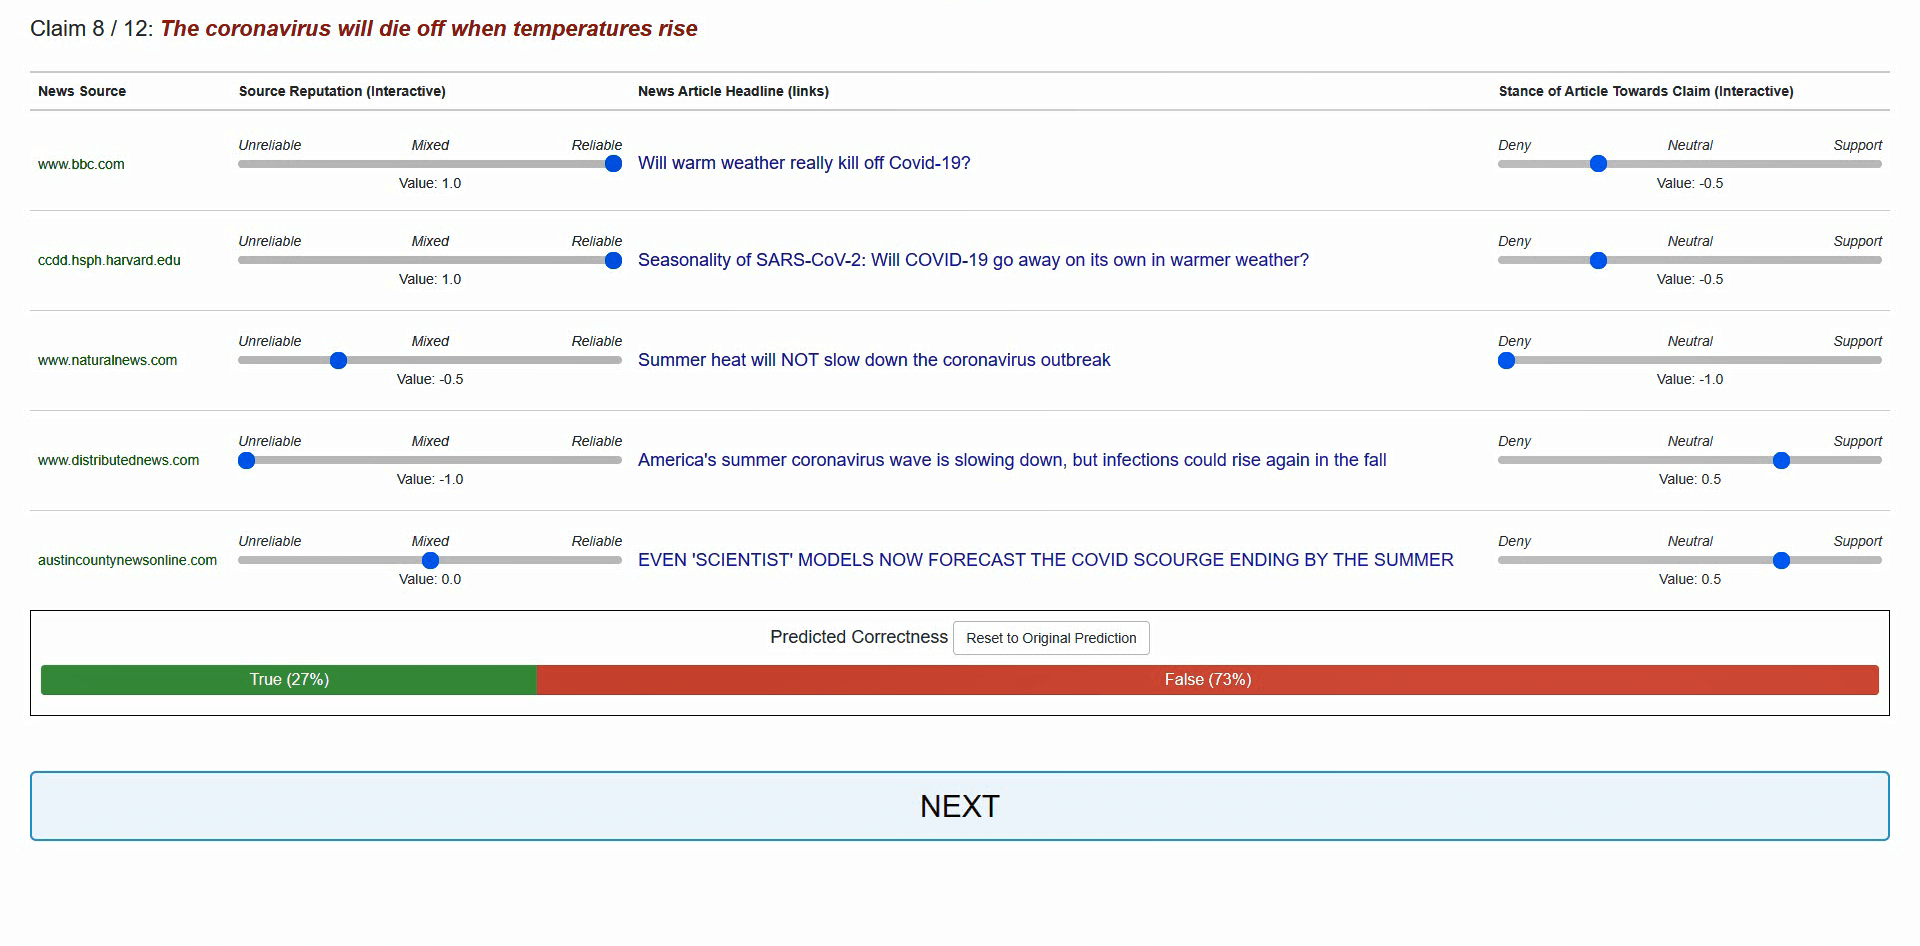 Claim 8 / 12: The coronavirus will die off when temperatures rise
News Source Source Reputation (Interactive) News Article Headline (links) Stance of Article Towards Claim (Interactive)
Unreliable Mixed Reliable Deny Neutral Support
www.bbc.com Will warm weather really kill off Covid-19?
Value: 1.0 Value: -0.5
Unreliable Mixed Reliable Deny Neutral Support
ccdd.hsph.harvard.edu Seasonality of SARS-CoV-2: Will COVID-19 go away on its own in warmer weather?
Value: 1.0 Value: -0.5
Unreliable Mixed Reliable Deny Neutral Support
www.naturalnews.com Summer heat will NOT slow down the coronavirus outbreak
Value: -0.5 Value: -1.0
Unreliable Mixed Reliable Deny Neutral Support
www.distributednews.com America's summer coronavirus wave is slowing down, but infections could rise again in the fall
Value: -1.0 Value: 0.5
Unreliable Mixed Reliable Deny Neutral Support
austincountynewsonline.com EVEN 'SCIENTIST' MODELS NOW FORECAST THE COVID SCOURGE ENDING BY THE SUMMER
Value: 0.0 Value: 0.5
Predicted Correctness Reset to Original Prediction
True (27%) False (73%)
NEXT